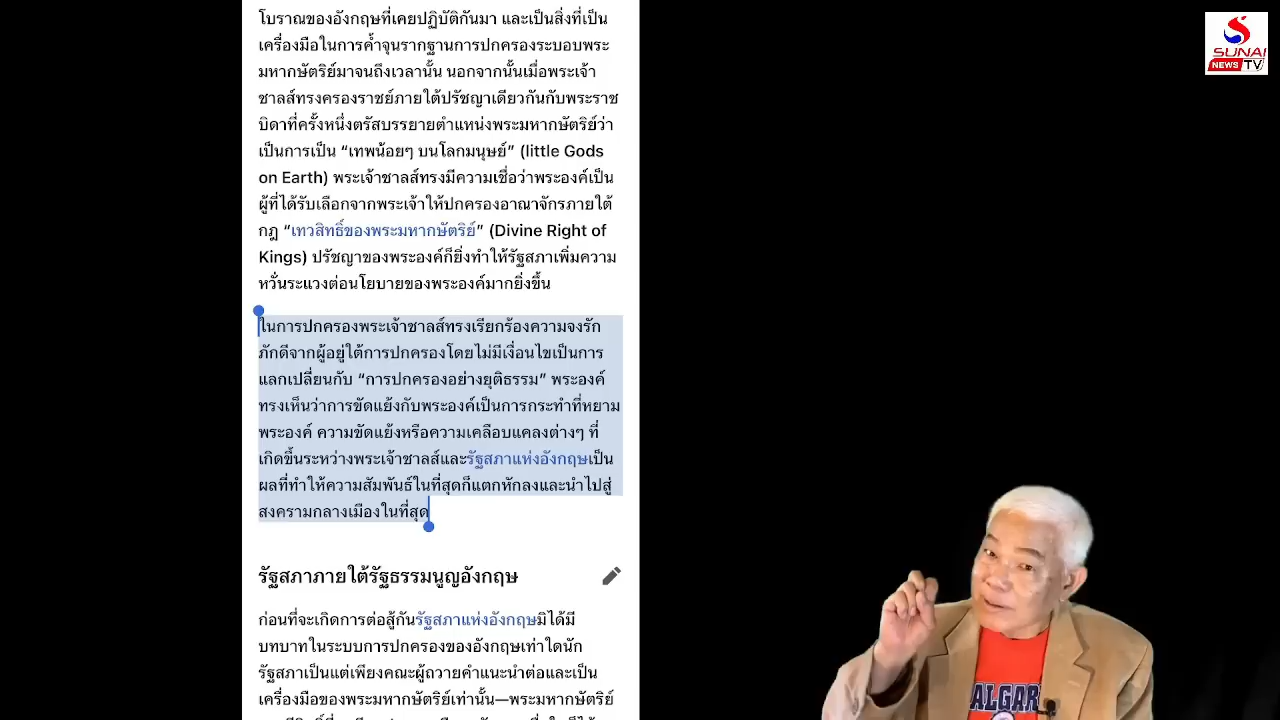 โบราณของอังกฤษที่เคยปฏิบัติกันมา และเป็นสิ่งที่เป็น
เครื่องมือในการค้ำจุนรากฐานการปกครองระบอบพระ
มหากษัตริย์มาจนถึงเวลานั้น นอกจากนั้นเมื่อพระเจ้า
ชาลส์ทรงครองราชย์ภายใต้ปรัชญาเดียวกันกับพระราช
บิดาที่ครั้งหนึ่งตรัสบรรยายตำแหน่งพระมหากษัตริย์ว่า
เป็นการเป็น “เทพน้อยๆ บนโลกมนุษย์” (little Gods
on Earth) พระเจ้าชาลส์ทรงมีความเชื่อว่าพระองค์เป็น
ผู้ที่ได้รับเลือกจากพระเจ้าให้ปกครองอาณาจักรภายใต้
กฎ “เทวสิทธิ์ของพระมหากษัตริย์” (Divine Right of
Kings) ปรัชญาของพระองค์ก็ยิ่งทำให้รัฐสภาเพิ่มความ
หวั่นระแวงต่อนโยบายของพระองค์มากยิ่งขึ้น
ในการปกครองพระเจ้าชาลส์ทรงเรียกร้องความจงรัก
ภักดีจากผู้อยู่ใต้การปกครองโดยไม่มีเงื่อนไขเป็นการ
แลกเปลี่ยนกับ “การปกครองอย่างยุติธรรม” พระองค์
ทรงเห็นว่าการขัดแย้งกับพระองค์เป็นการกระทำที่หยาม
พระองค์ ความขัดแย้งหรือความเคลือบแคลงต่างๆ ที่
เกิดขึ้นระหว่างพระเจ้าชาลส์และรัฐสภาแห่งอังกฤษเป็น
ผลที่ทำให้ความสัมพันธ์ในที่สุดก็แตกหักลงและนำไปสู่
สงครามกลางเมืองในที่สุด
รัฐสภาภายใต้รัฐธรรมนูญอังกฤษ
ก่อนที่จะเกิดการต่อสู้กันรัฐสภาแห่งอังกฤษมิได้มี
บทบาทในระบบการปกครองของอังกฤษเท่าใดนัก
รัฐสภาเป็นแต่เพียงคณะผู้ถวายคำแนะนำต่อและเป็น
เครื่องมือของพระมหากษัตริย์เท่านั้น—พระมหากษัตริย์
SUNAI
NEWS TV
ALGAR